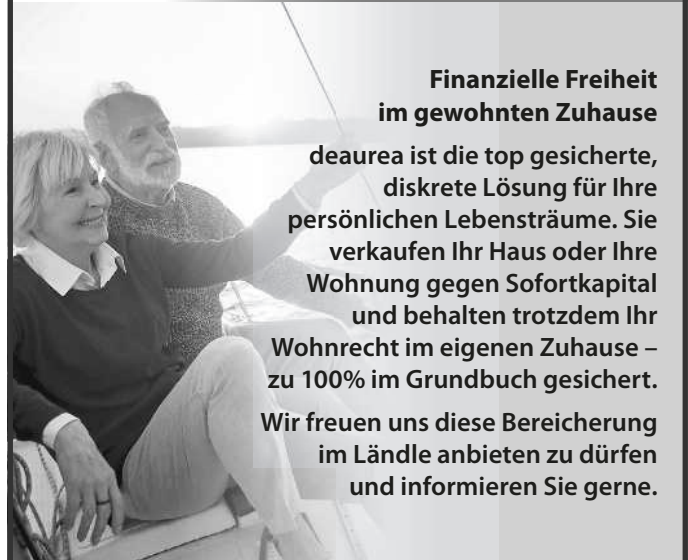 Finanzielle Freiheit
im gewohnten Zuhause
deaurea ist die top gesicherte,
diskrete Lösung für Ihre
persönlichen Lebensträume. Sie
verkaufen Ihr Haus oder Ihre
Wohnung gegen Sofortkapital
und behalten trotzdem Ihr
Wohnrecht im eigenen Zuhause –
zu 100% im Grundbuch gesichert.
Wir freuen uns diese Bereicherung
im Ländle anbieten zu dürfen
und informieren Sie gerne.